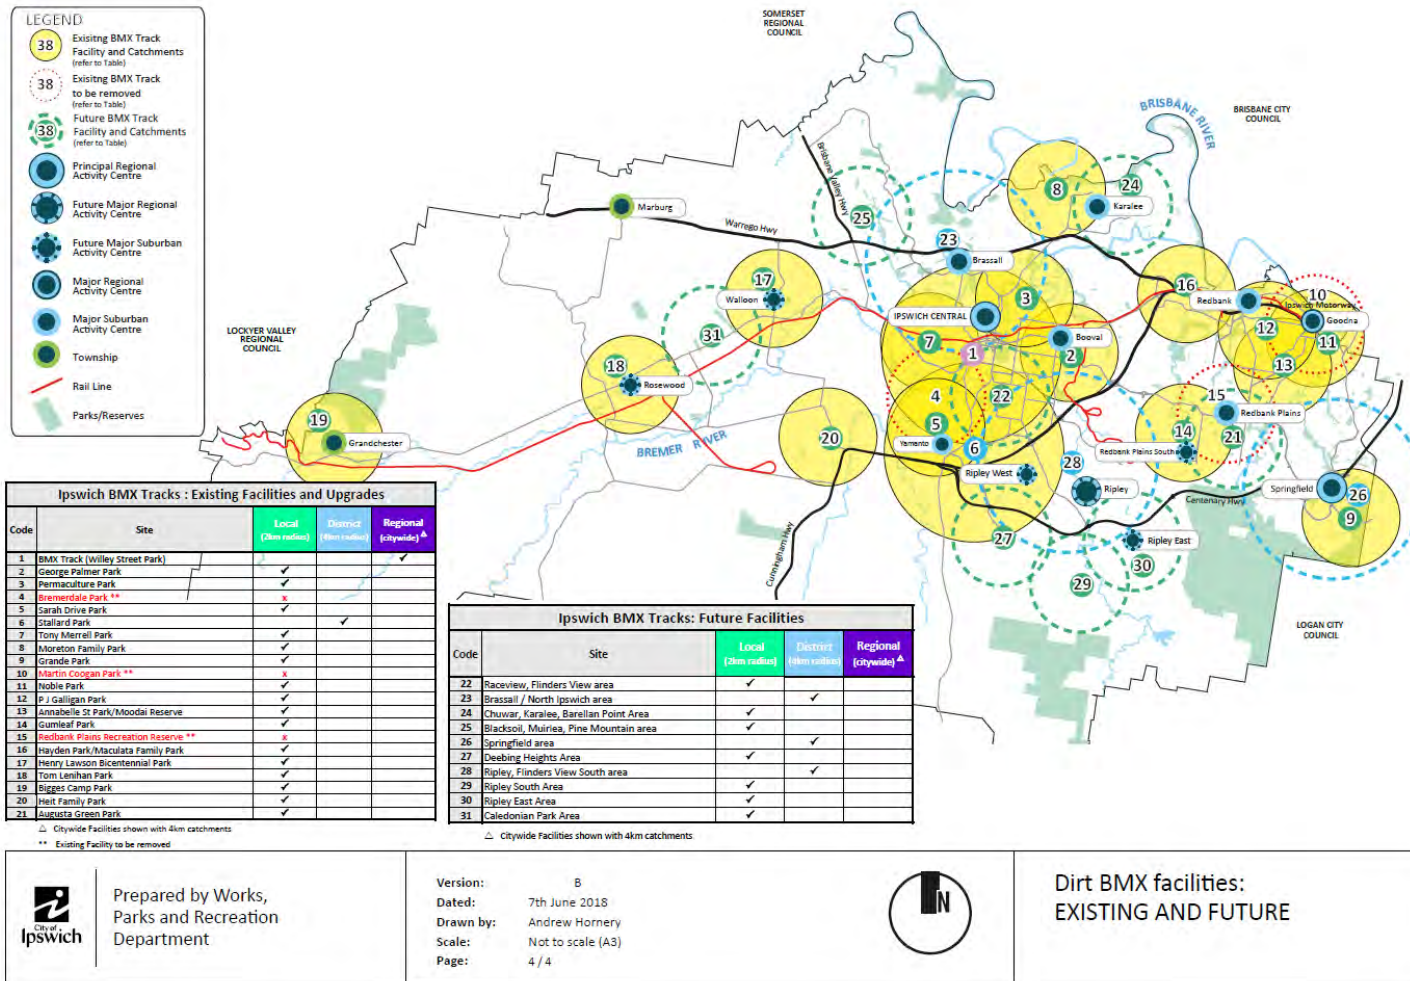 LEGEND
38 Exisitng BMX Track
Facility and Catchments
(refer to Table)
38 Exisitng BMX Track
to be removed
(refer to Table)
38 Future BMX Track
Facility and Catchments
(refer to Table)
Principal Regional
Activity Centre
Future Major Regional
Activity Centre
Future Major Suburban
Activity Centre
Major Regional
Activity Centre
Major Suburban
Activity Centre
Township
Rail Line
Parks/Reserves
SOMERSET
REGIONAL
COUNCIL
BRISBANE CITY
COUNCIL
BRISBANE RIVER
LOCKYER VALLEY
REGIONAL
COUNCIL
LOGAN CITY
COUNCIL
BREMER RIVER
Brisbane Valley Hwy
Warrego Hwy
Cunningham Hwy
Centenary Hwy
Ipswich Motorway
Marburg
Karalee
Brassall
Walloon
IPSWICH CENTRAL
Booval
Redbank
Goodna
Rosewood
Grandchester
Yamanto
Redbank Plains
Redbank Plains South
Ripley West
Ripley
Ripley East
Springfield
8
24
25
23
17
3
16
10
31
7
1
2
12
11
18
13
4
22
15
19
5
20
6
14
21
28
26
9
27
30
29
Ipswich BMX Tracks : Existing Facilities and Upgrades
Code Site Local (2km radius) District (4km radius) Regional (citywide) △
1 BMX Track (Willey Street Park) ✓
2 George Palmer Park ✓
3 Permaculture Park ✓
4 Bremerdale Park ** x
5 Sarah Drive Park ✓
6 Stallard Park ✓
7 Tony Merrell Park ✓
8 Moreton Family Park ✓
9 Grande Park ✓
10 Martin Coogan Park ** x
11 Noble Park ✓
12 P J Galligan Park ✓
13 Annabelle St Park/Moodai Reserve ✓
14 Gumleaf Park ✓
15 Redbank Plains Recreation Reserve ** x
16 Hayden Park/Maculata Family Park ✓
17 Henry Lawson Bicentennial Park ✓
18 Tom Lenihan Park ✓
19 Bigges Camp Park ✓
20 Heit Family Park ✓
21 Augusta Green Park ✓
△ Citywide Facilities shown with 4km catchments
** Existing Facility to be removed
Ipswich BMX Tracks: Future Facilities
Code Site Local (2km radius) District (4km radius) Regional (citywide) △
22 Raceview, Flinders View area ✓
23 Brassall / North Ipswich area ✓
24 Chuwar, Karalee, Barellan Point Area ✓
25 Blacksoil, Muiriea, Pine Mountain area ✓
26 Springfield area ✓
27 Deebing Heights Area ✓
28 Ripley, Flinders View South area ✓
29 Ripley South Area ✓
30 Ripley East Area ✓
31 Caledonian Park Area ✓
△ Citywide Facilities shown with 4km catchments
City of
Ipswich
Prepared by Works,
Parks and Recreation
Department
Version: B
Dated: 7th June 2018
Drawn by: Andrew Hornery
Scale: Not to scale (A3)
Page: 4 / 4
N
Dirt BMX facilities:
EXISTING AND FUTURE